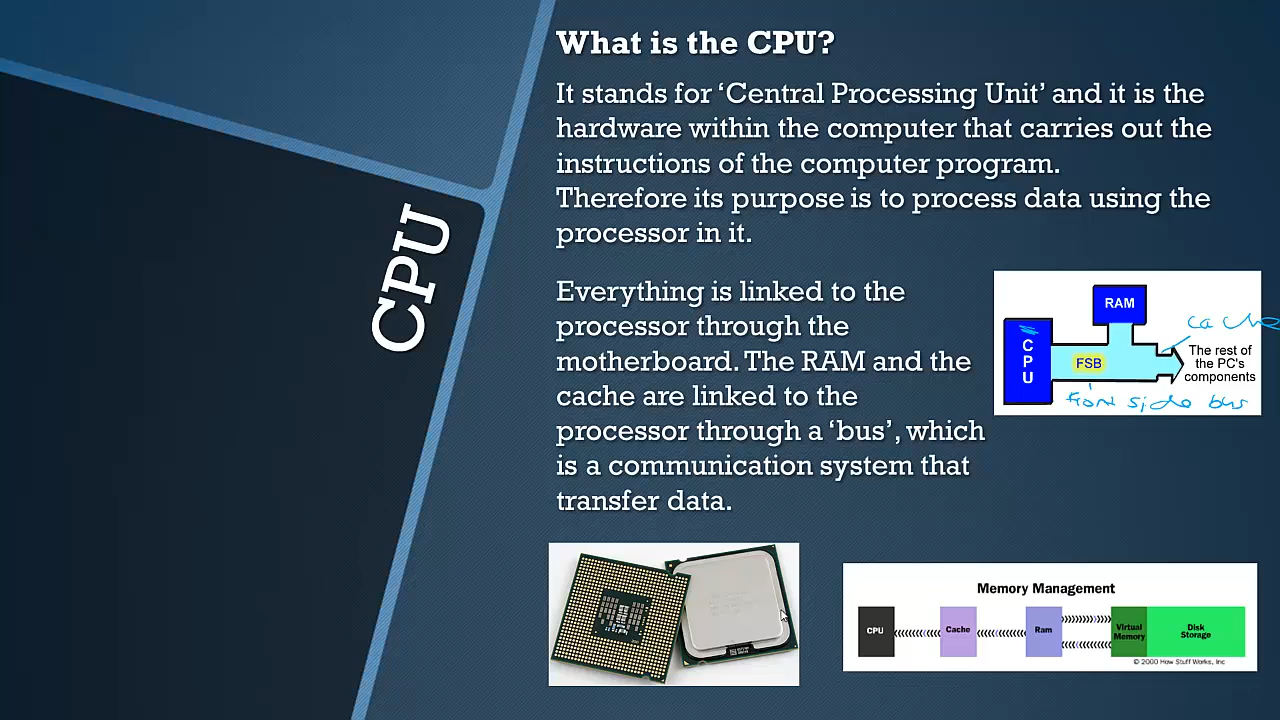 CPU
What is the CPU?
It stands for ‘Central Processing Unit’ and it is the
hardware within the computer that carries out the
instructions of the computer program.
Therefore its purpose is to process data using the
processor in it.
Everything is linked to the
processor through the
motherboard. The RAM and the
cache are linked to the
processor through a ‘bus’, which
is a communication system that
transfer data.
RAM
cache
CPU
FSB
The rest of
the PC's
components
front side bus
Memory Management
CPU
Cache
Ram
Virtual
Memory
Disk
Storage
© 2000 How Stuff Works, Inc